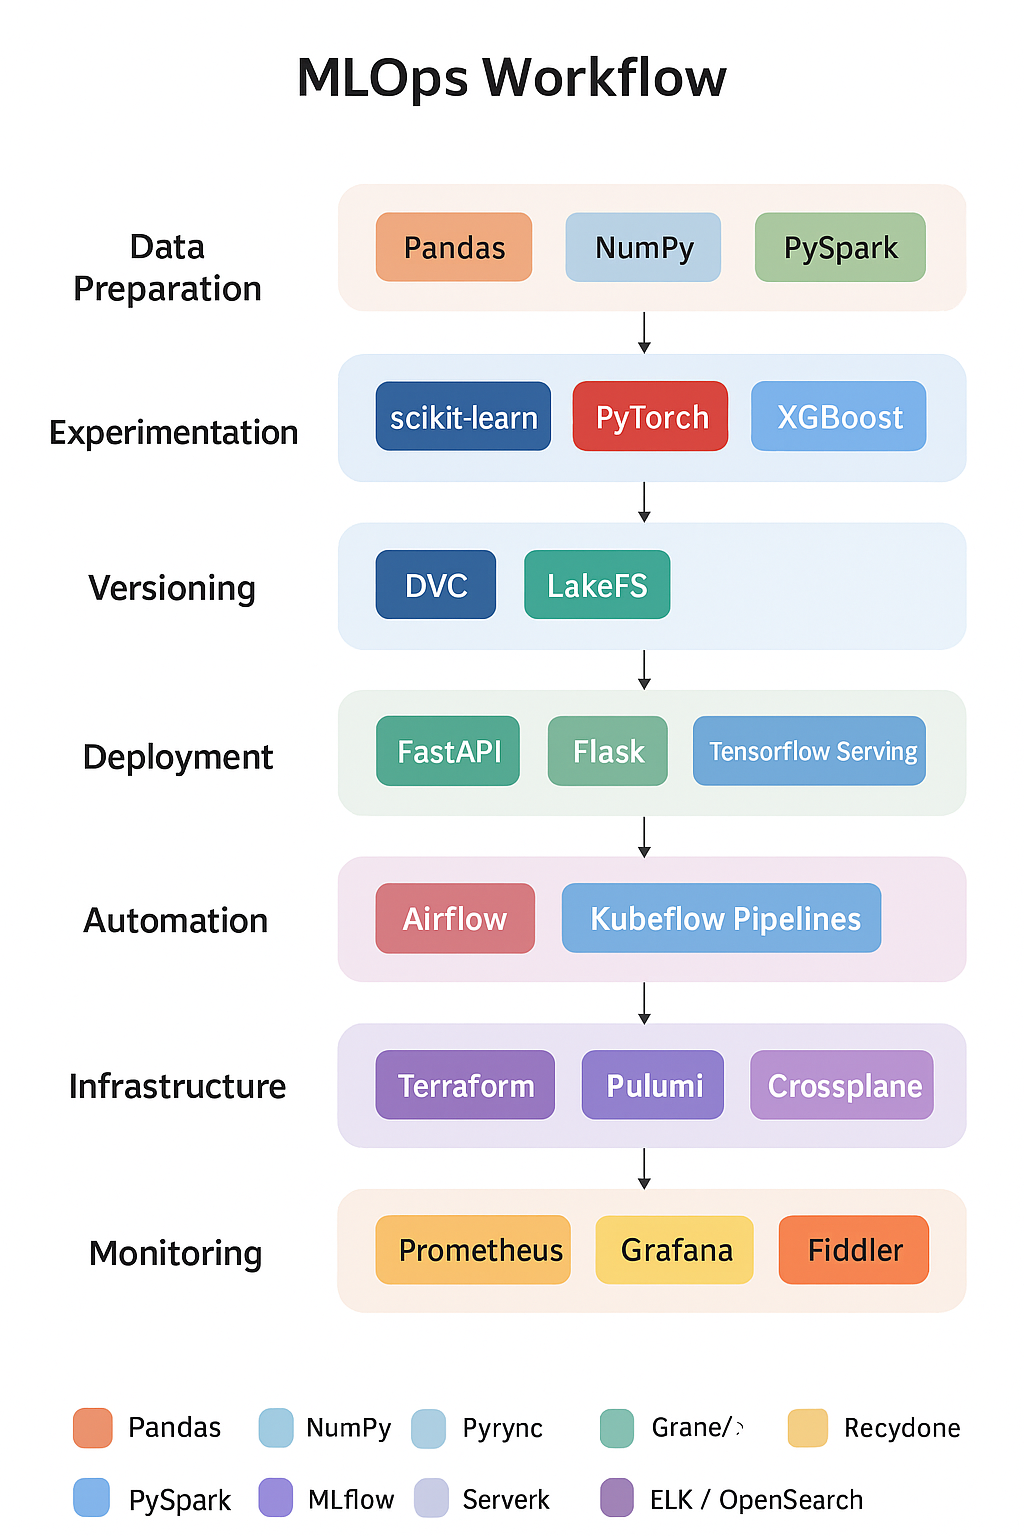 MLOps Workflow
Data
Preparation
Pandas NumPy PySpark
Experimentation
scikit-learn PyTorch XGBoost
Versioning
DVC LakeFS
Deployment
FastAPI Flask Tensorflow Serving
Automation
Airflow Kubeflow Pipelines
Infrastructure
Terraform Pulumi Crossplane
Monitoring
Prometheus Grafana Fiddler
Pandas NumPy Pyrync Recydone
PySpark MLflow Serverk ELK / OpenSearch